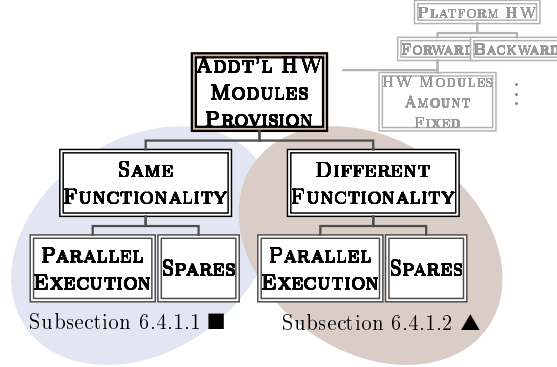 PLATFORM HW
FORWARD BACKWARD
HW MODULES
AMOUNT
FIXED
ADDT'L HW
MODULES
PROVISION
SAME
FUNCTIONALITY
DIFFERENT
FUNCTIONALITY
PARALLEL
EXECUTION
SPARES
PARALLEL
EXECUTION
SPARES
Subsection 6.4.1.1 ■
Subsection 6.4.1.2 ▲